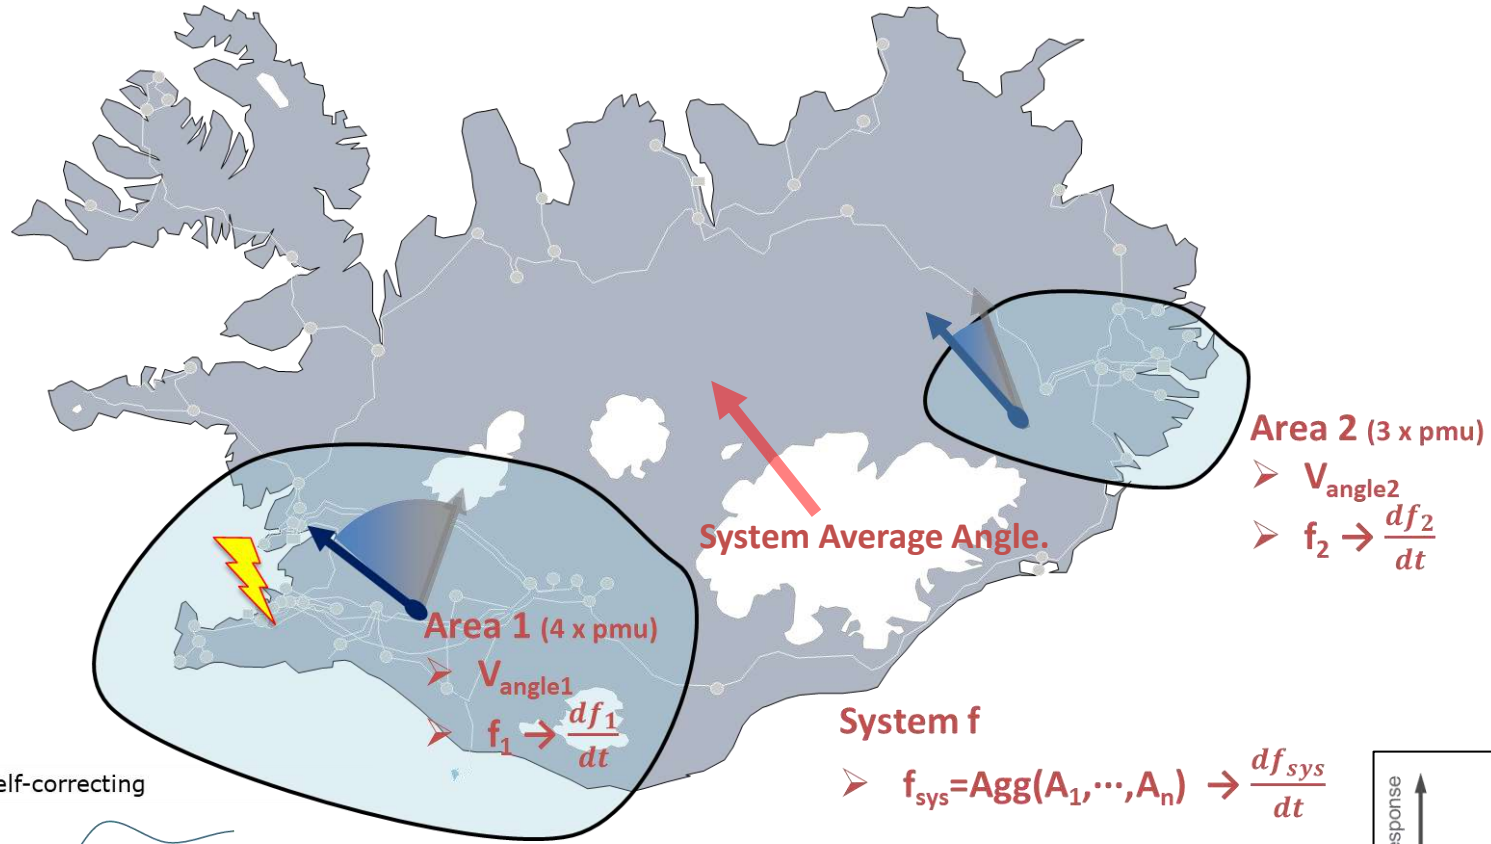 Area 2 (3 x pmu)
➢ Vangle2
➢ f2 → df2/dt
System Average Angle.
Area 1 (4 x pmu)
➢ Vangle1
➢ f1 → df1/dt
System f
➢ fsys=Agg(A1,⋯,An) → dfsys/dt
elf-correcting
esponse